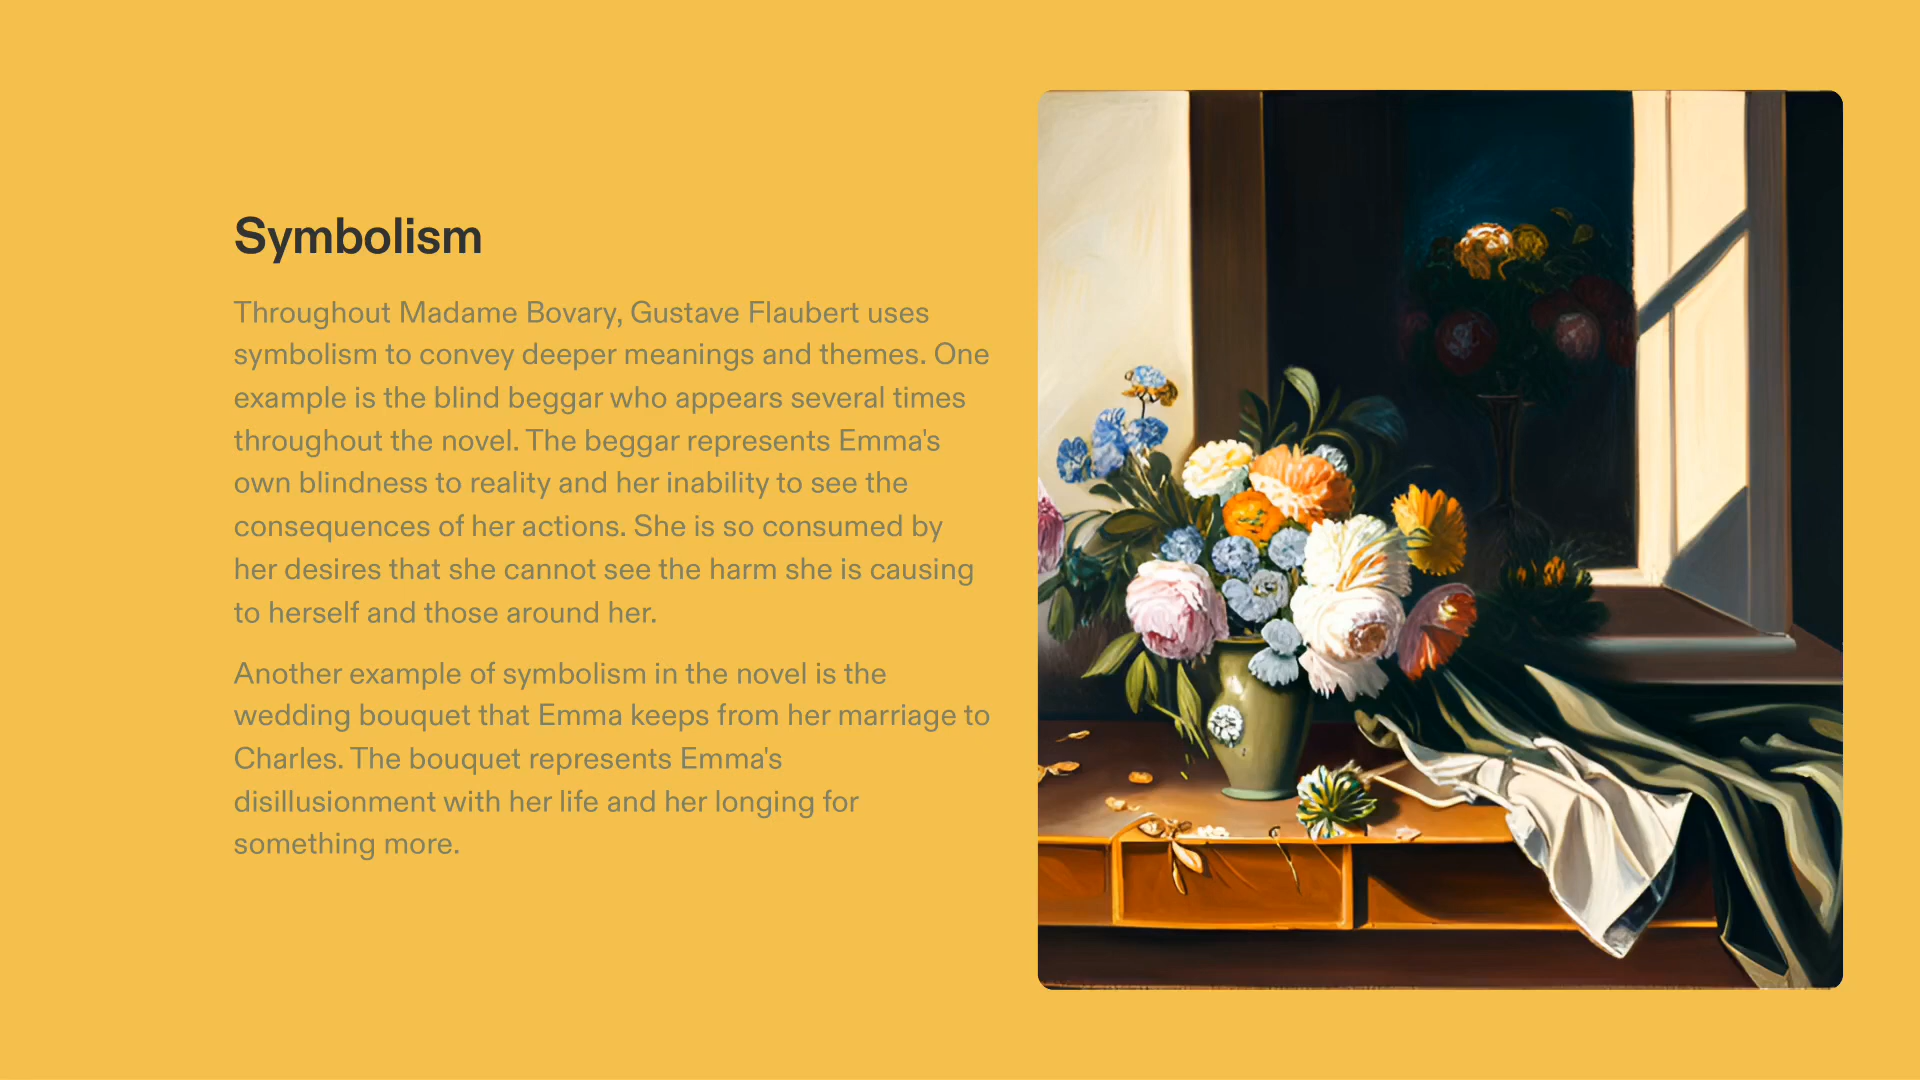 Symbolism
Throughout Madame Bovary, Gustave Flaubert uses
symbolism to convey deeper meanings and themes. One
example is the blind beggar who appears several times
throughout the novel. The beggar represents Emma's
own blindness to reality and her inability to see the
consequences of her actions. She is so consumed by
her desires that she cannot see the harm she is causing
to herself and those around her.
Another example of symbolism in the novel is the
wedding bouquet that Emma keeps from her marriage to
Charles. The bouquet represents Emma's
disillusionment with her life and her longing for
something more.